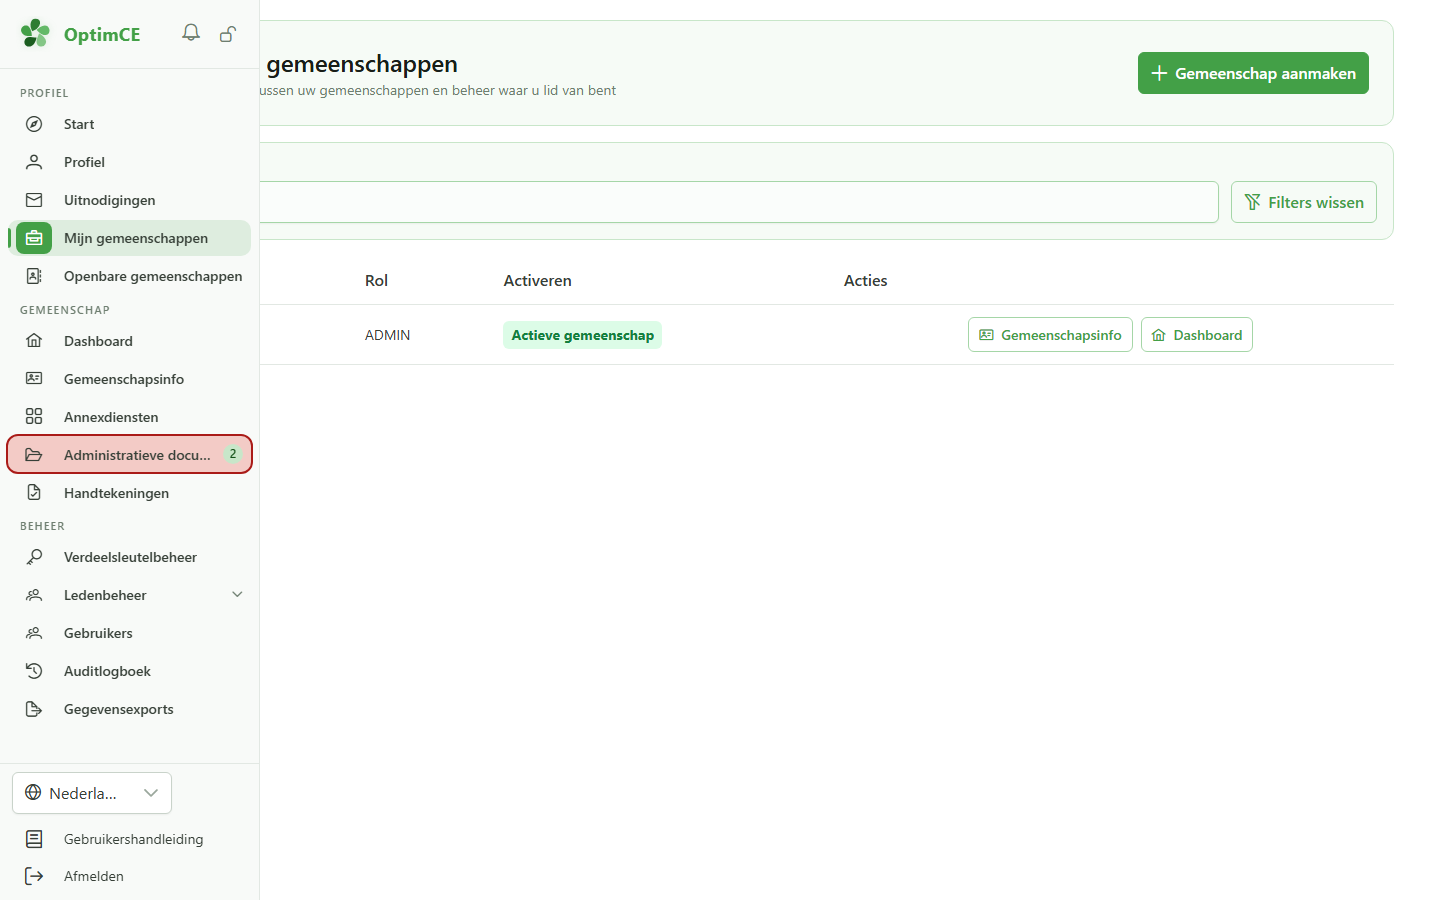 OptimCE
PROFIEL
Start
Profiel
Uitnodigingen
Mijn gemeenschappen
Openbare gemeenschappen
GEMEENSCHAP
Dashboard
Gemeenschapsinfo
Annexdiensten
Administratieve docu... 2
Handtekeningen
BEHEER
Verdeelsleutelbeheer
Ledenbeheer
Gebruikers
Auditlogboek
Gegevensexports
Nederla...
Gebruikershandleiding
Afmelden
gemeenschappen
ussen uw gemeenschappen en beheer waar u lid van bent
Gemeenschap aanmaken
Filters wissen
Rol Activeren Acties
ADMIN Actieve gemeenschap Gemeenschapsinfo Dashboard